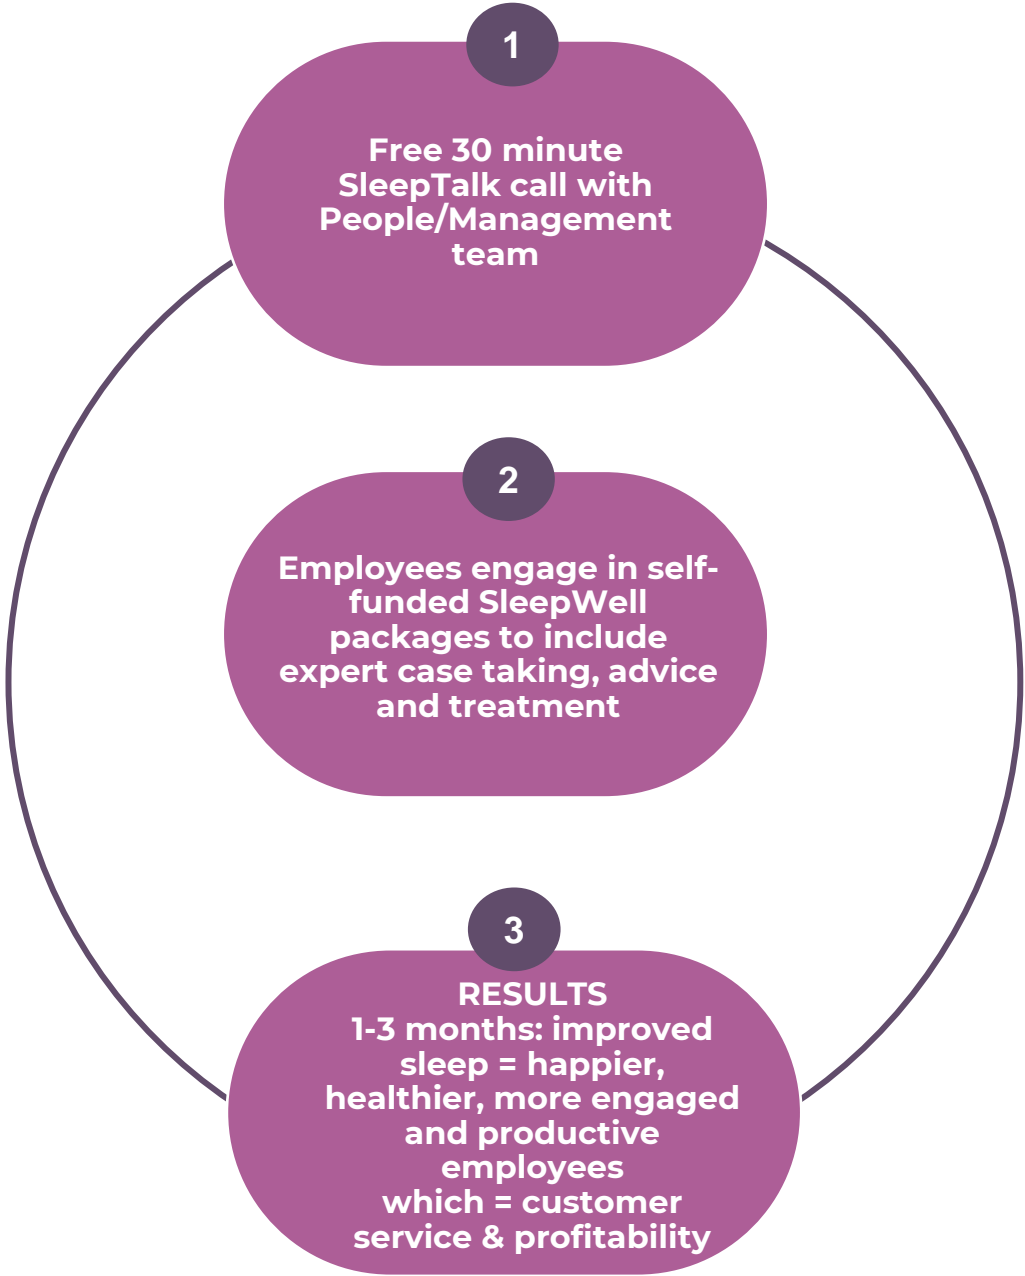 1
Free 30 minute
SleepTalk call with
People/Management
team
2
Employees engage in self-
funded SleepWell
packages to include
expert case taking, advice
and treatment
3
RESULTS
1-3 months: improved
sleep = happier,
healthier, more engaged
and productive
employees
which = customer
service & profitability